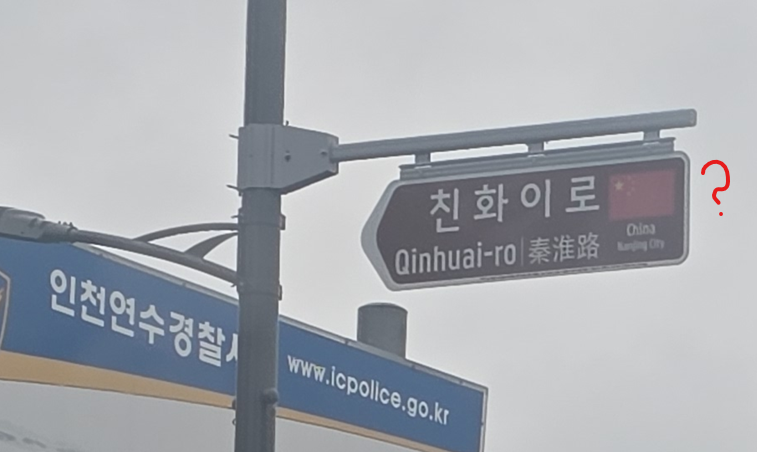 친화이로
China
Nanjing City
Qinhuai-ro 秦淮路
인천연수경찰서
www.icpolice.go.kr
?